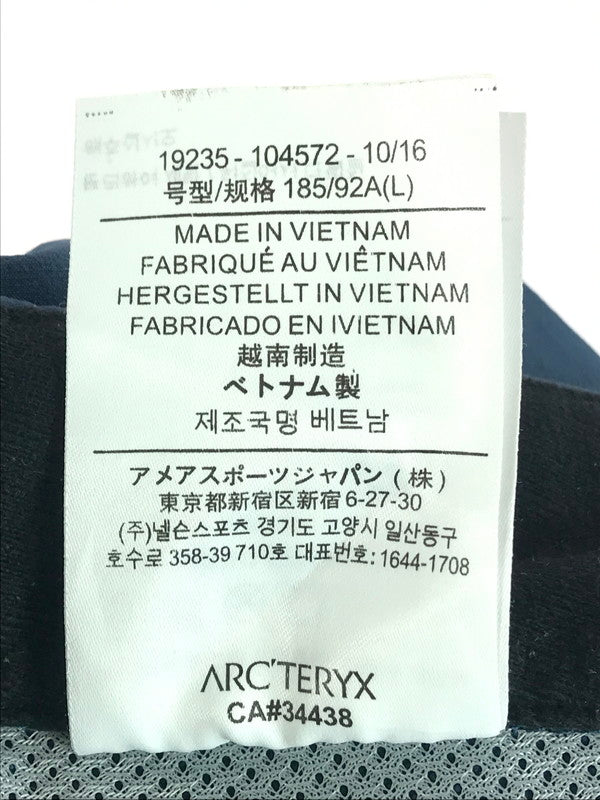 19235 - 104572 - 10/16
号型/规格 185/92A(L)
MADE IN VIETNAM
FABRIQUÉ AU VIÊTNAM
HERGESTELLT IN VIETNAM
FABRICADO EN IVIETNAM
越南制造
ベトナム製
제조국명 베트남
アメアスポーツジャパン (株)
東京都新宿区新宿 6-27-30
(주)넬슨스포츠 경기도 고양시 일산동구
호수로 358-39 710호 대표번호: 1644-1708
ARC'TERYX
CA#34438